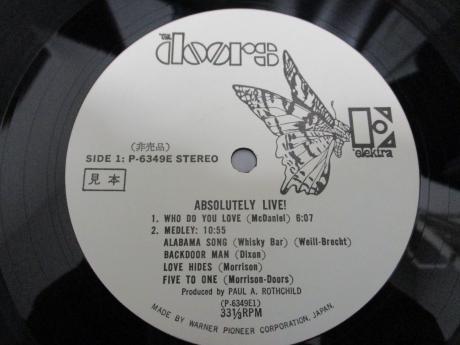 THE
doors
elektra
(非売品)
SIDE 1: P-6349E STEREO
見本
ABSOLUTELY LIVE!
1. WHO DO YOU LOVE (McDaniel) 6:07
2. MEDLEY: 10:55
ALABAMA SONG (Whisky Bar) (Weill-Brecht)
BACKDOOR MAN (Dixon)
LOVE HIDES (Morrison)
FIVE TO ONE (Morrison-Doors)
Produced by PAUL A. ROTHCHILD
(P-6349E1)
33⅓RPM
MADE BY WARNER PIONEER CORPORATION, JAPAN.